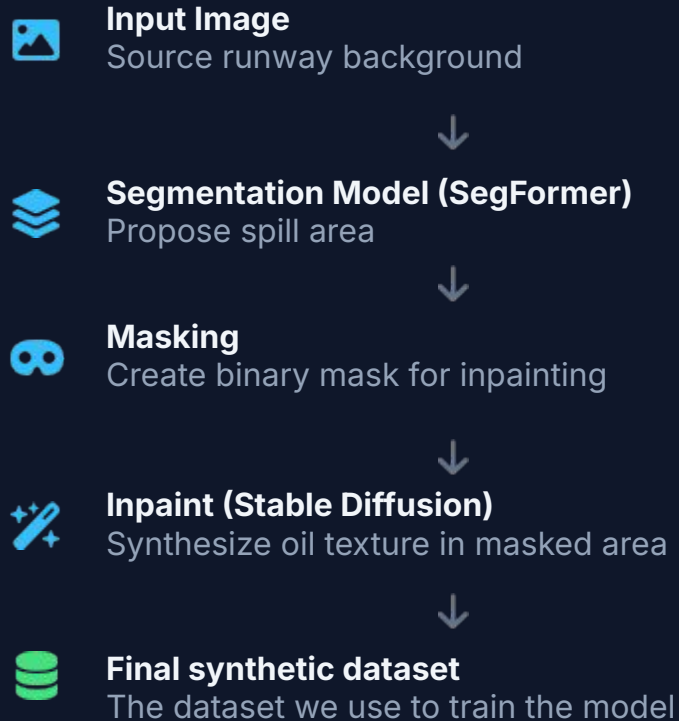 Input Image
Source runway background
Segmentation Model (SegFormer)
Propose spill area
Masking
Create binary mask for inpainting
Inpaint (Stable Diffusion)
Synthesize oil texture in masked area
Final synthetic dataset
The dataset we use to train the model